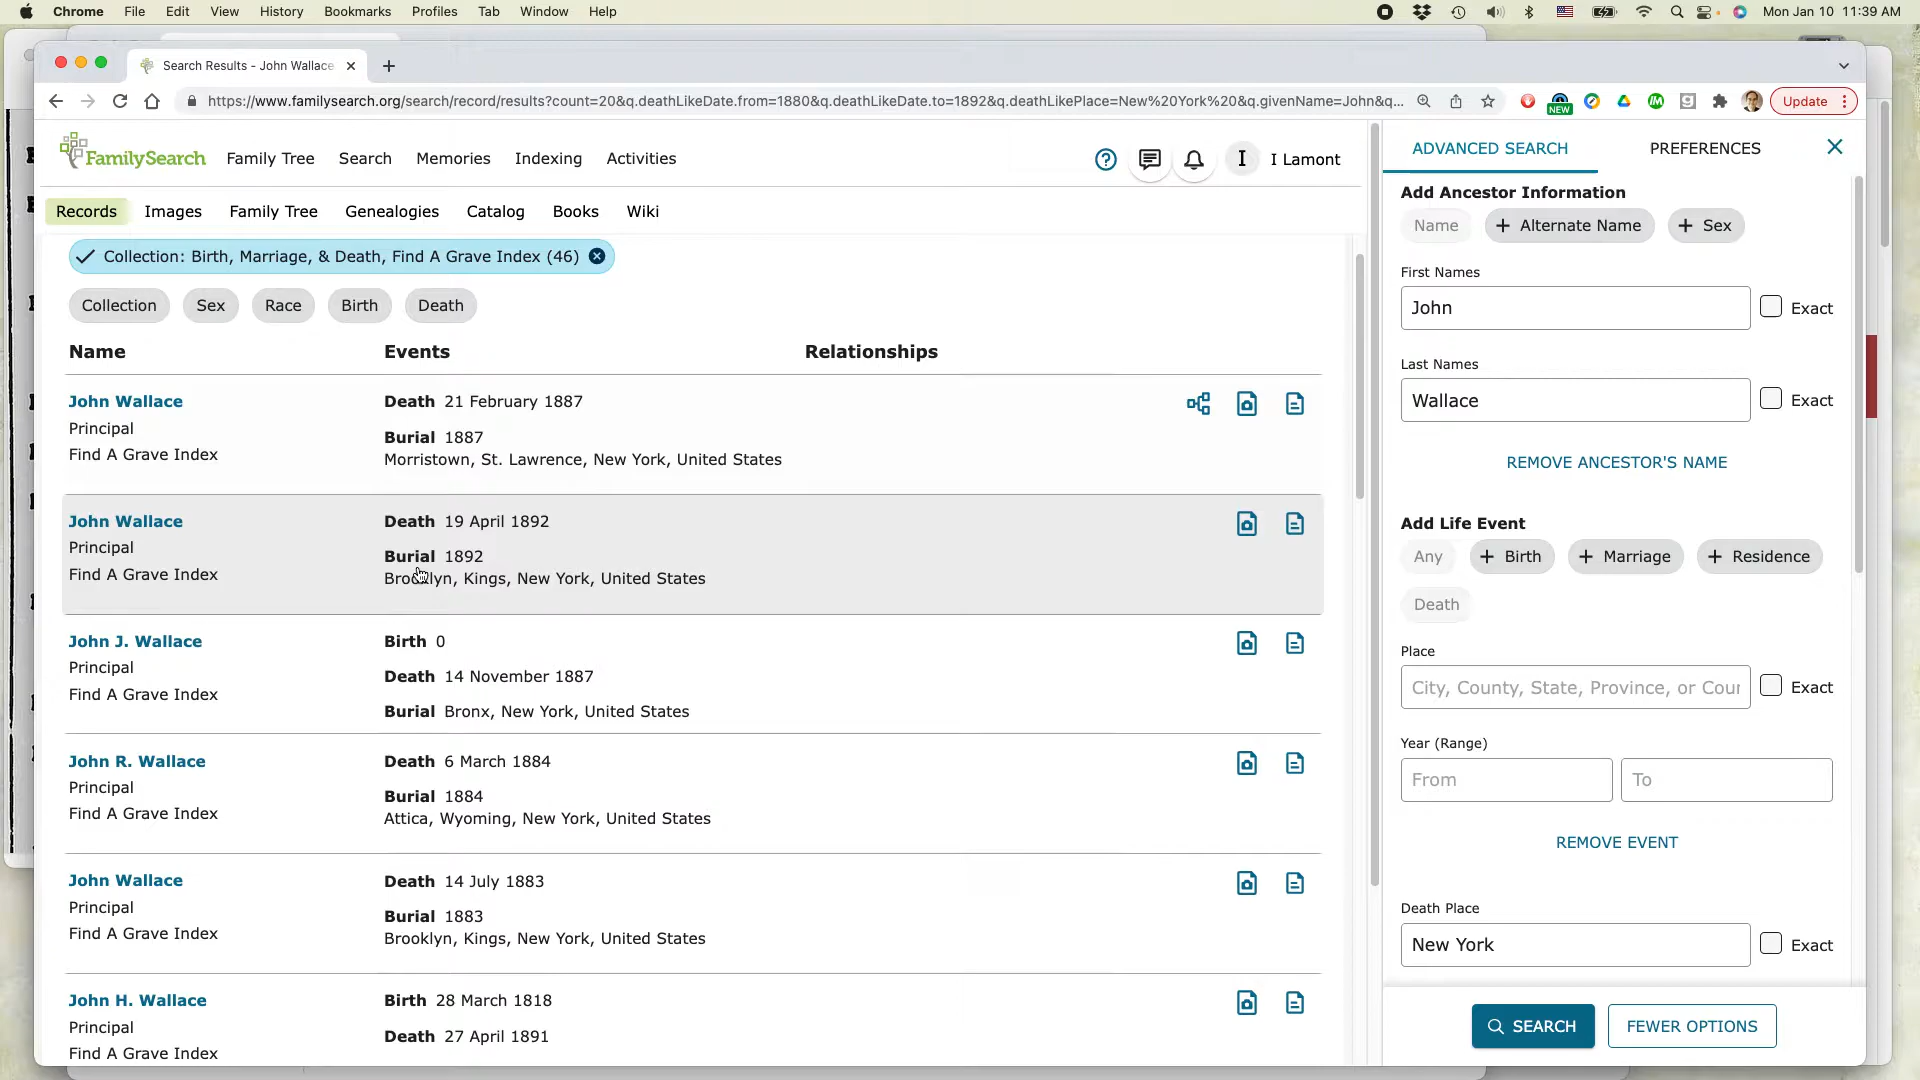 Chrome File Edit View History Bookmarks Profiles Tab Window Help Mon Jan 10 11:39 AM
Search Results - John Wallace
https://www.familysearch.org/search/record/results?count=20&q.deathLikeDate.from=1880&q.deathLikeDate.to=1892&q.deathLikePlace=New%20York%20&q.givenName=John&q... NEW Update
FamilySearch Family Tree Search Memories Indexing Activities I I Lamont
Records Images Family Tree Genealogies Catalog Books Wiki
Collection: Birth, Marriage, & Death, Find A Grave Index (46)
Collection Sex Race Birth Death
Name Events Relationships
John Wallace Death 21 February 1887
Principal Burial 1887
Find A Grave Index Morristown, St. Lawrence, New York, United States
John Wallace Death 19 April 1892
Principal Burial 1892
Find A Grave Index Brooklyn, Kings, New York, United States
John J. Wallace Birth 0
Principal Death 14 November 1887
Find A Grave Index Burial Bronx, New York, United States
John R. Wallace Death 6 March 1884
Principal Burial 1884
Find A Grave Index Attica, Wyoming, New York, United States
John Wallace Death 14 July 1883
Principal Burial 1883
Find A Grave Index Brooklyn, Kings, New York, United States
John H. Wallace Birth 28 March 1818
Principal Death 27 April 1891
Find A Grave Index
ADVANCED SEARCH PREFERENCES
Add Ancestor Information
Name + Alternate Name + Sex
First Names
John Exact
Last Names
Wallace Exact
REMOVE ANCESTOR'S NAME
Add Life Event
Any + Birth + Marriage + Residence
Death
Place
City, County, State, Province, or Cour Exact
Year (Range)
From To
REMOVE EVENT
Death Place
New York Exact
SEARCH FEWER OPTIONS